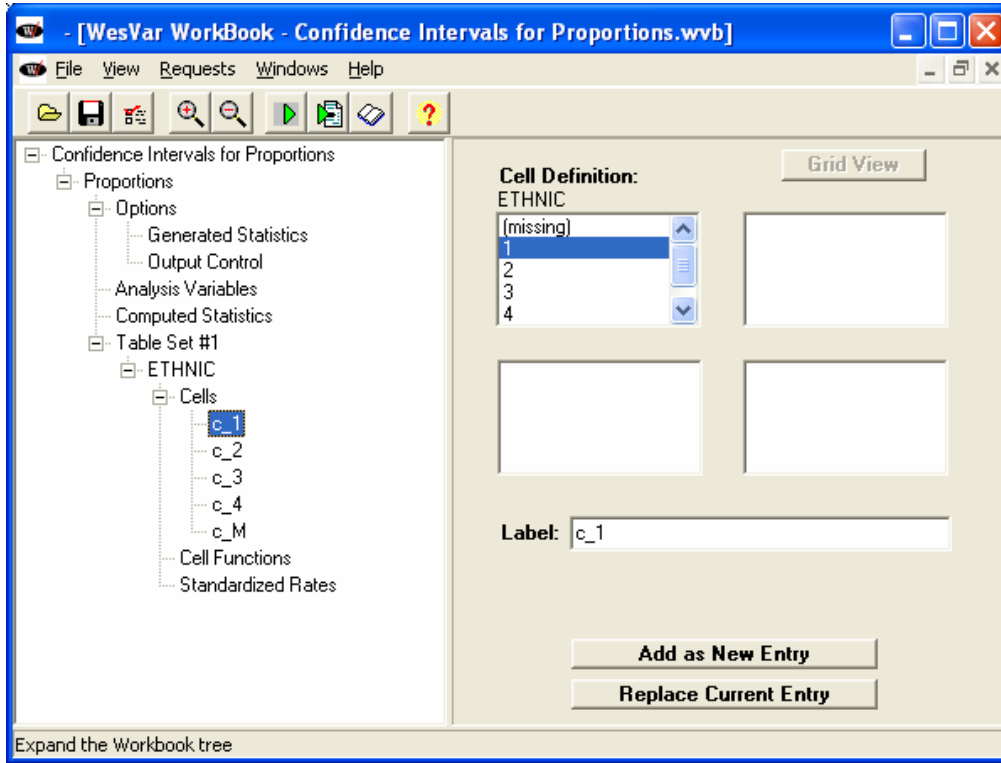 - [WesVar WorkBook - Confidence Intervals for Proportions.wvb]
File View Requests Windows Help
Confidence Intervals for Proportions
Proportions
Options
Generated Statistics
Output Control
Analysis Variables
Computed Statistics
Table Set #1
ETHNIC
Cells
c_1
c_2
c_3
c_4
c_M
Cell Functions
Standardized Rates
Grid View
Cell Definition:
ETHNIC
(missing)
1
2
3
4
Label: c_1
Add as New Entry
Replace Current Entry
Expand the Workbook tree